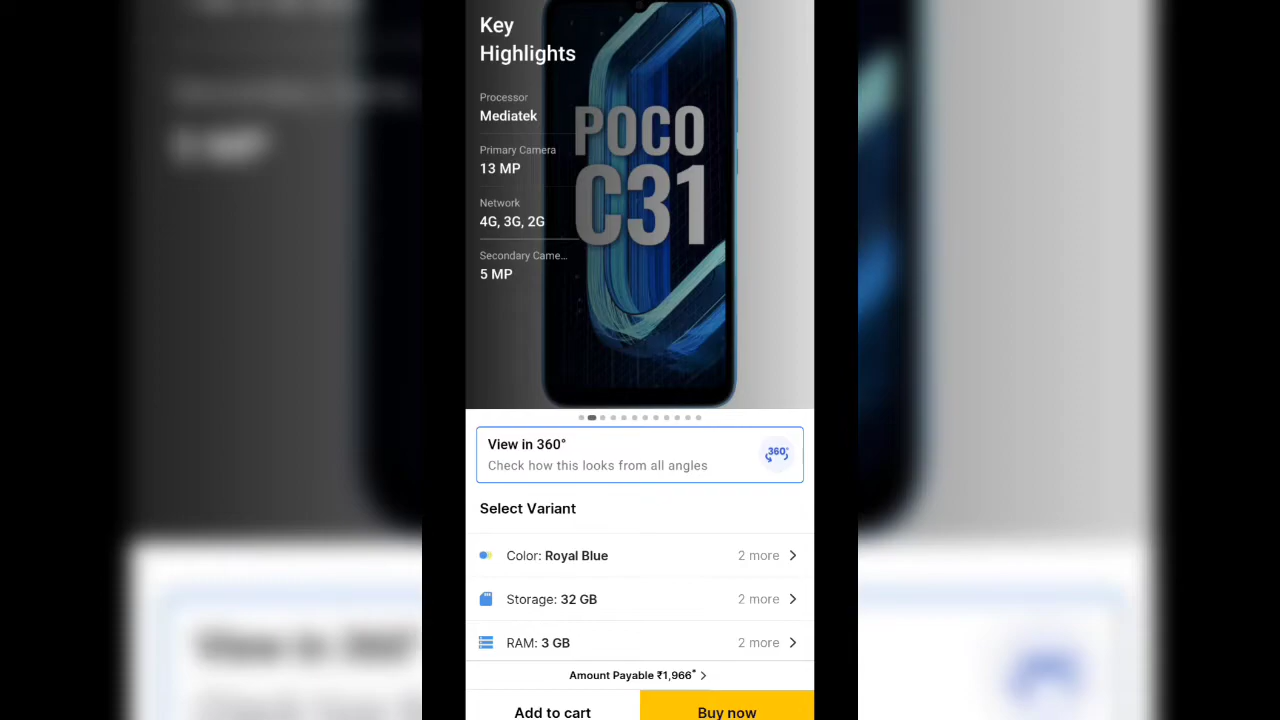 Key
Highlights
Processor
Mediatek
Primary Camera
13 MP
Network
4G, 3G, 2G
Secondary Came...
5 MP
POCO
C31
View in 360°
Check how this looks from all angles
360°
Select Variant
Color: Royal Blue 2 more
Storage: 32 GB 2 more
RAM: 3 GB 2 more
Amount Payable ₹1,966*
Add to cart Buy now